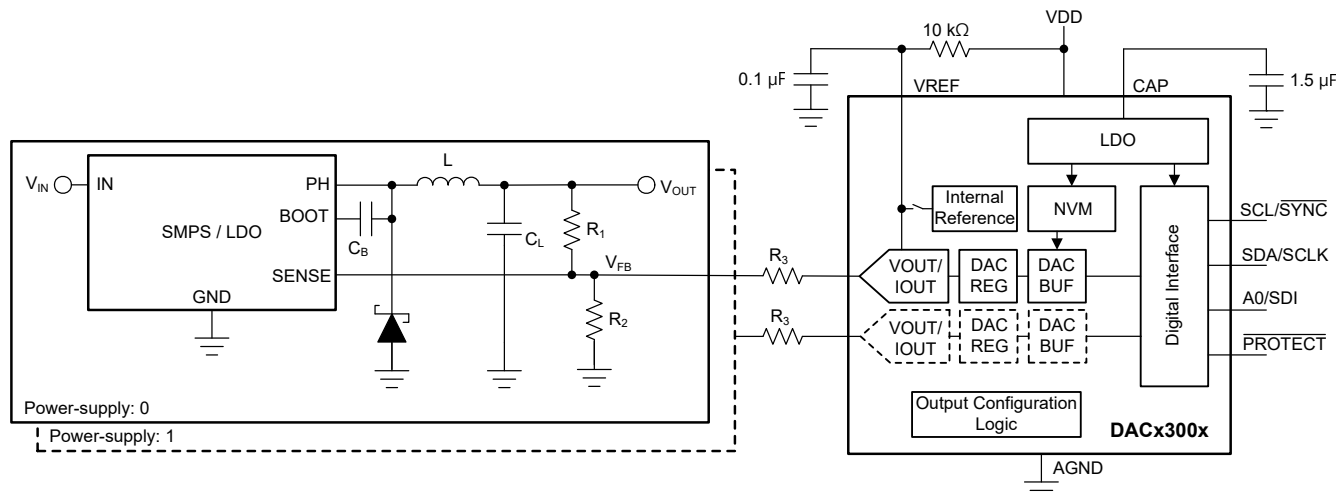 VDD
10 kΩ
0.1 µF
VREF
CAP
1.5 µF
LDO
L
V_IN
IN
PH
V_OUT
BOOT
SMPS / LDO
C_B
C_L
R_1
SENSE
V_FB
GND
R_2
R_3
R_3
Internal
Reference
NVM
VOUT/
IOUT
DAC
REG
DAC
BUF
VOUT/
IOUT
DAC
REG
DAC
BUF
Digital Interface
SCL/S̅Y̅N̅C̅
SDA/SCLK
A0/SDI
P̅R̅O̅T̅E̅C̅T̅
Output Configuration
Logic
DACx300x
AGND
Power-supply: 0
Power-supply: 1